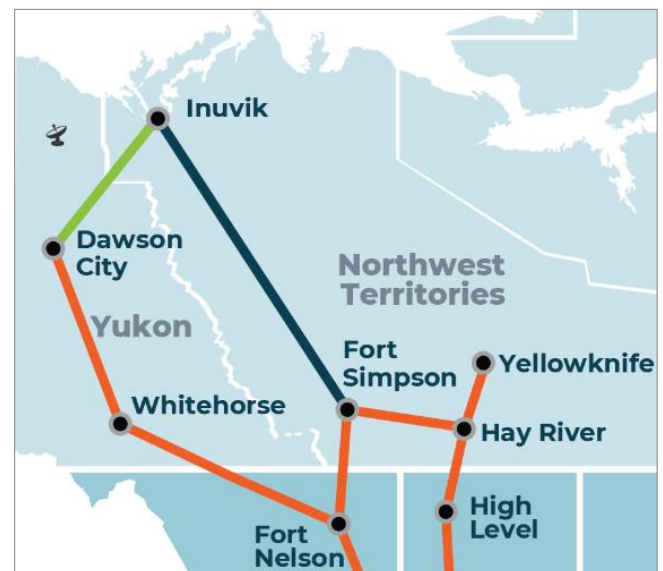 Inuvik
Dawson
City
Northwest
Territories
Yukon
Fort
Simpson
Yellowknife
Whitehorse
Hay River
High
Level
Fort
Nelson